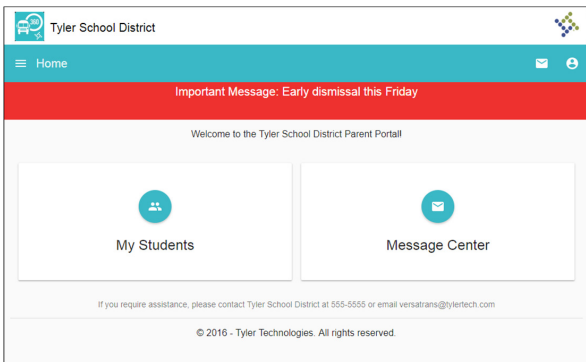 360
Tyler School District
Home
Important Message: Early dismissal this Friday
Welcome to the Tyler School District Parent Portal!
My Students
Message Center
If you require assistance, please contact Tyler School District at 555-5555 or email versatrans@tylertech.com
© 2016 - Tyler Technologies. All rights reserved.